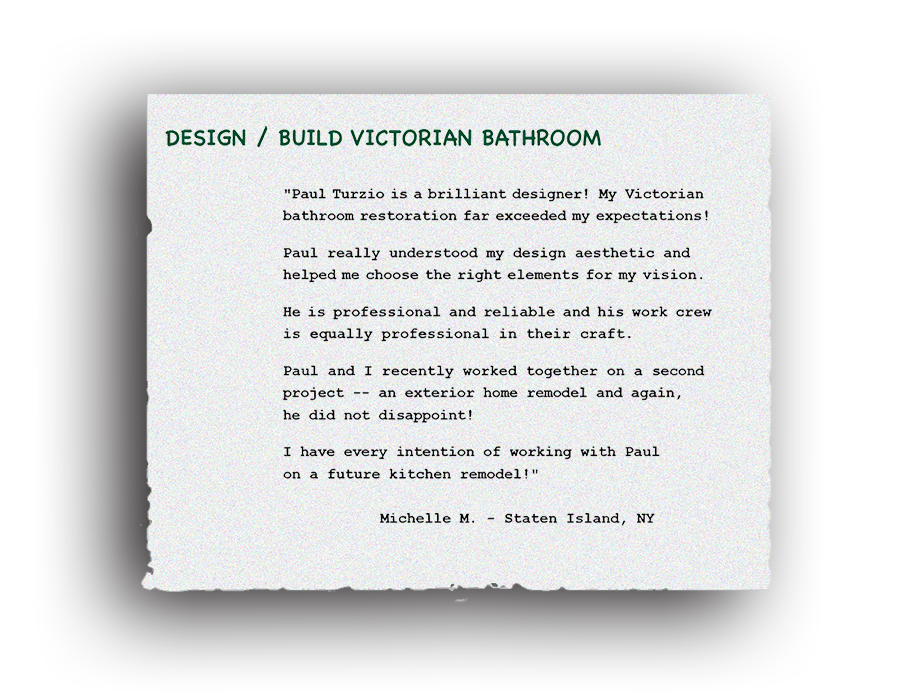 DESIGN / BUILD VICTORIAN BATHROOM
"Paul Turzio is a brilliant designer! My Victorian
bathroom restoration far exceeded my expectations!
Paul really understood my design aesthetic and
helped me choose the right elements for my vision.
He is professional and reliable and his work crew
is equally professional in their craft.
Paul and I recently worked together on a second
project -- an exterior home remodel and again,
he did not disappoint!
I have every intention of working with Paul
on a future kitchen remodel!"
Michelle M. - Staten Island, NY